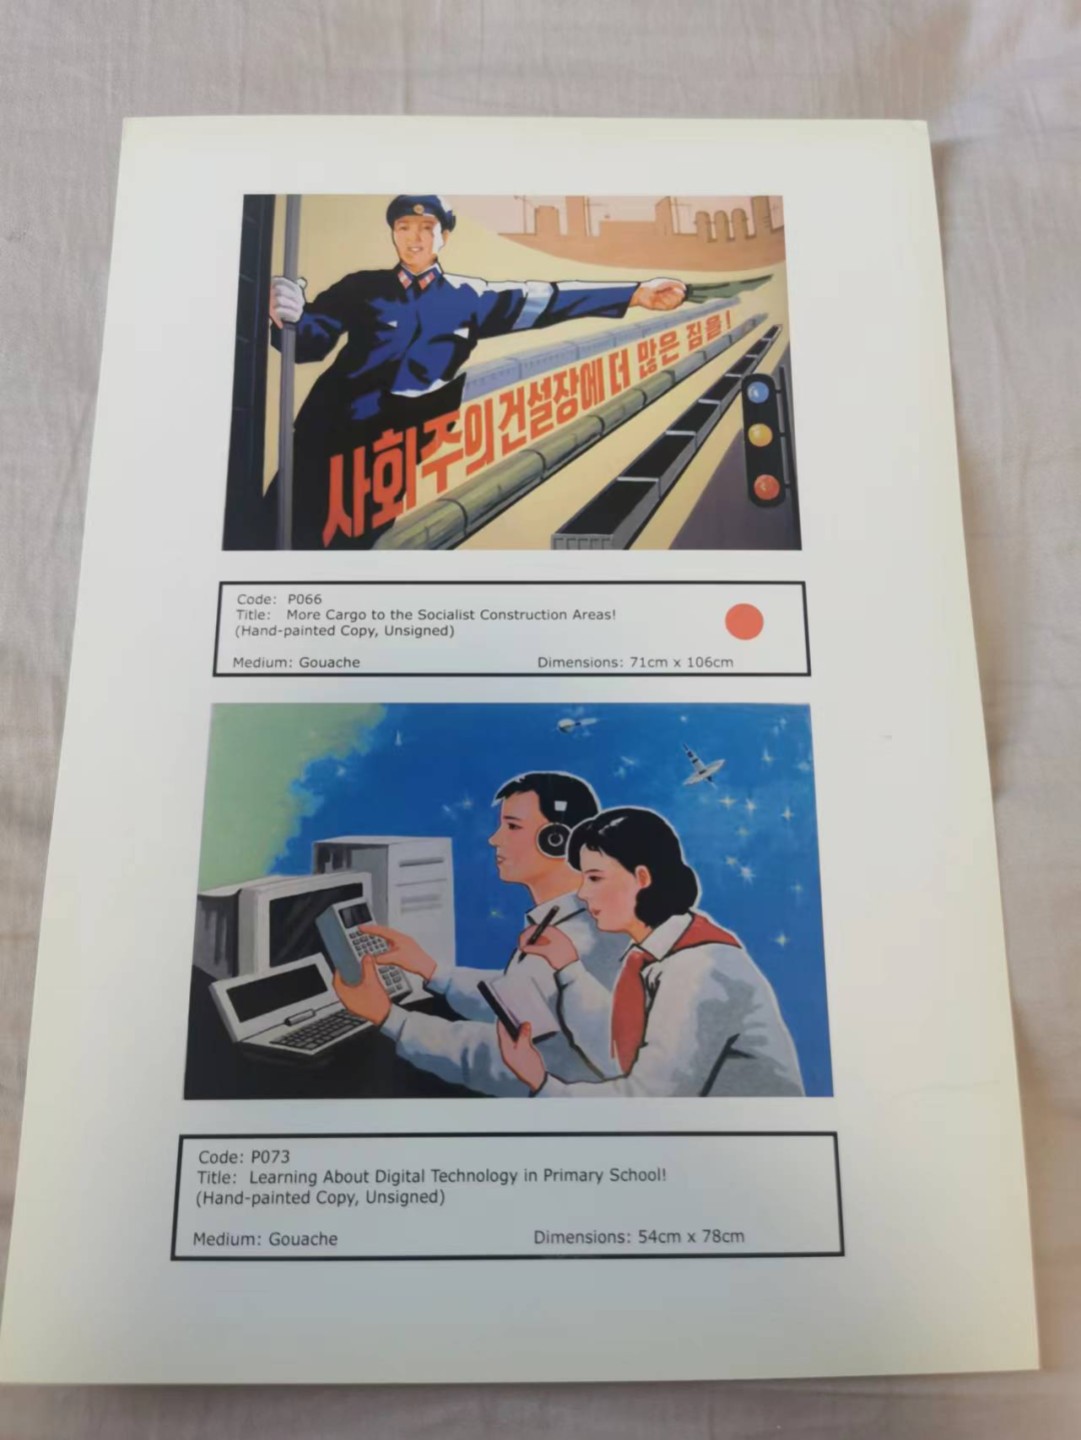 사회주의건설장에 더 많은 짐을!
Code: P066
Title: More Cargo to the Socialist Construction Areas!
(Hand-painted Copy, Unsigned)
Medium: Gouache Dimensions: 71cm x 106cm
Code: P073
Title: Learning About Digital Technology in Primary School!
(Hand-painted Copy, Unsigned)
Medium: Gouache Dimensions: 54cm x 78cm